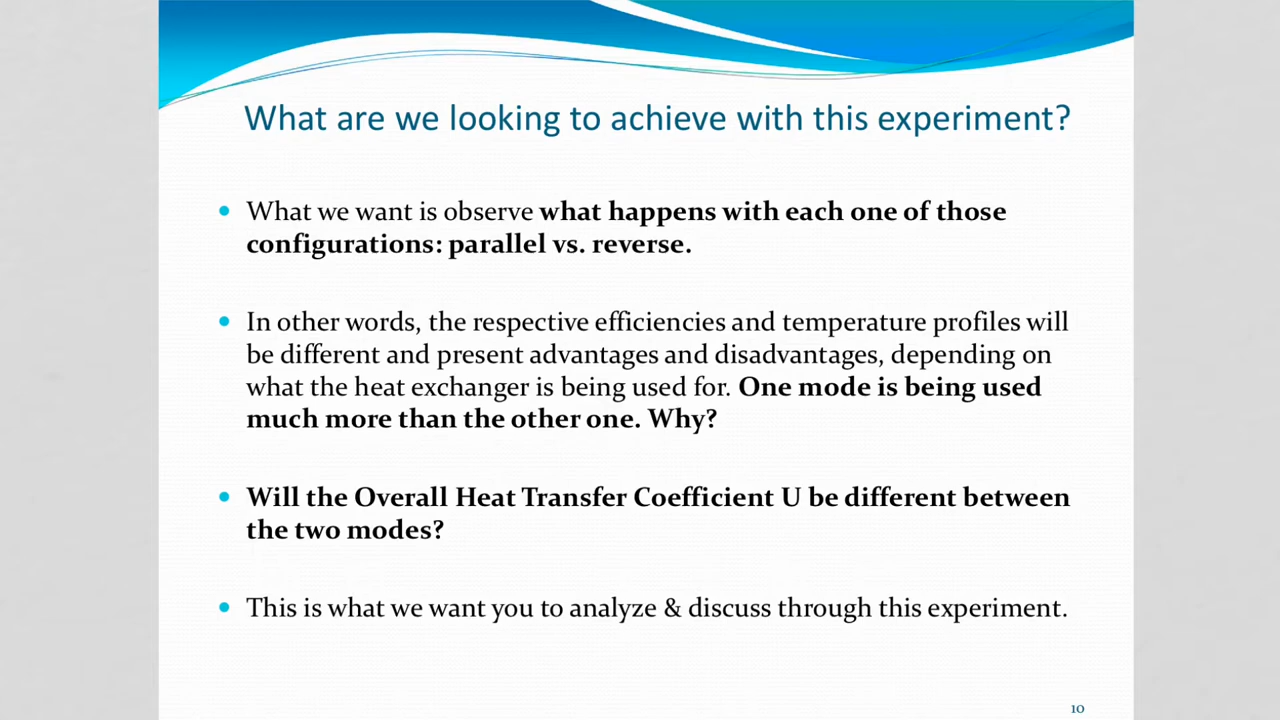 What are we looking to achieve with this experiment?
• What we want is observe what happens with each one of those
configurations: parallel vs. reverse.
• In other words, the respective efficiencies and temperature profiles will
be different and present advantages and disadvantages, depending on
what the heat exchanger is being used for. One mode is being used
much more than the other one. Why?
• Will the Overall Heat Transfer Coefficient U be different between
the two modes?
• This is what we want you to analyze & discuss through this experiment.
10